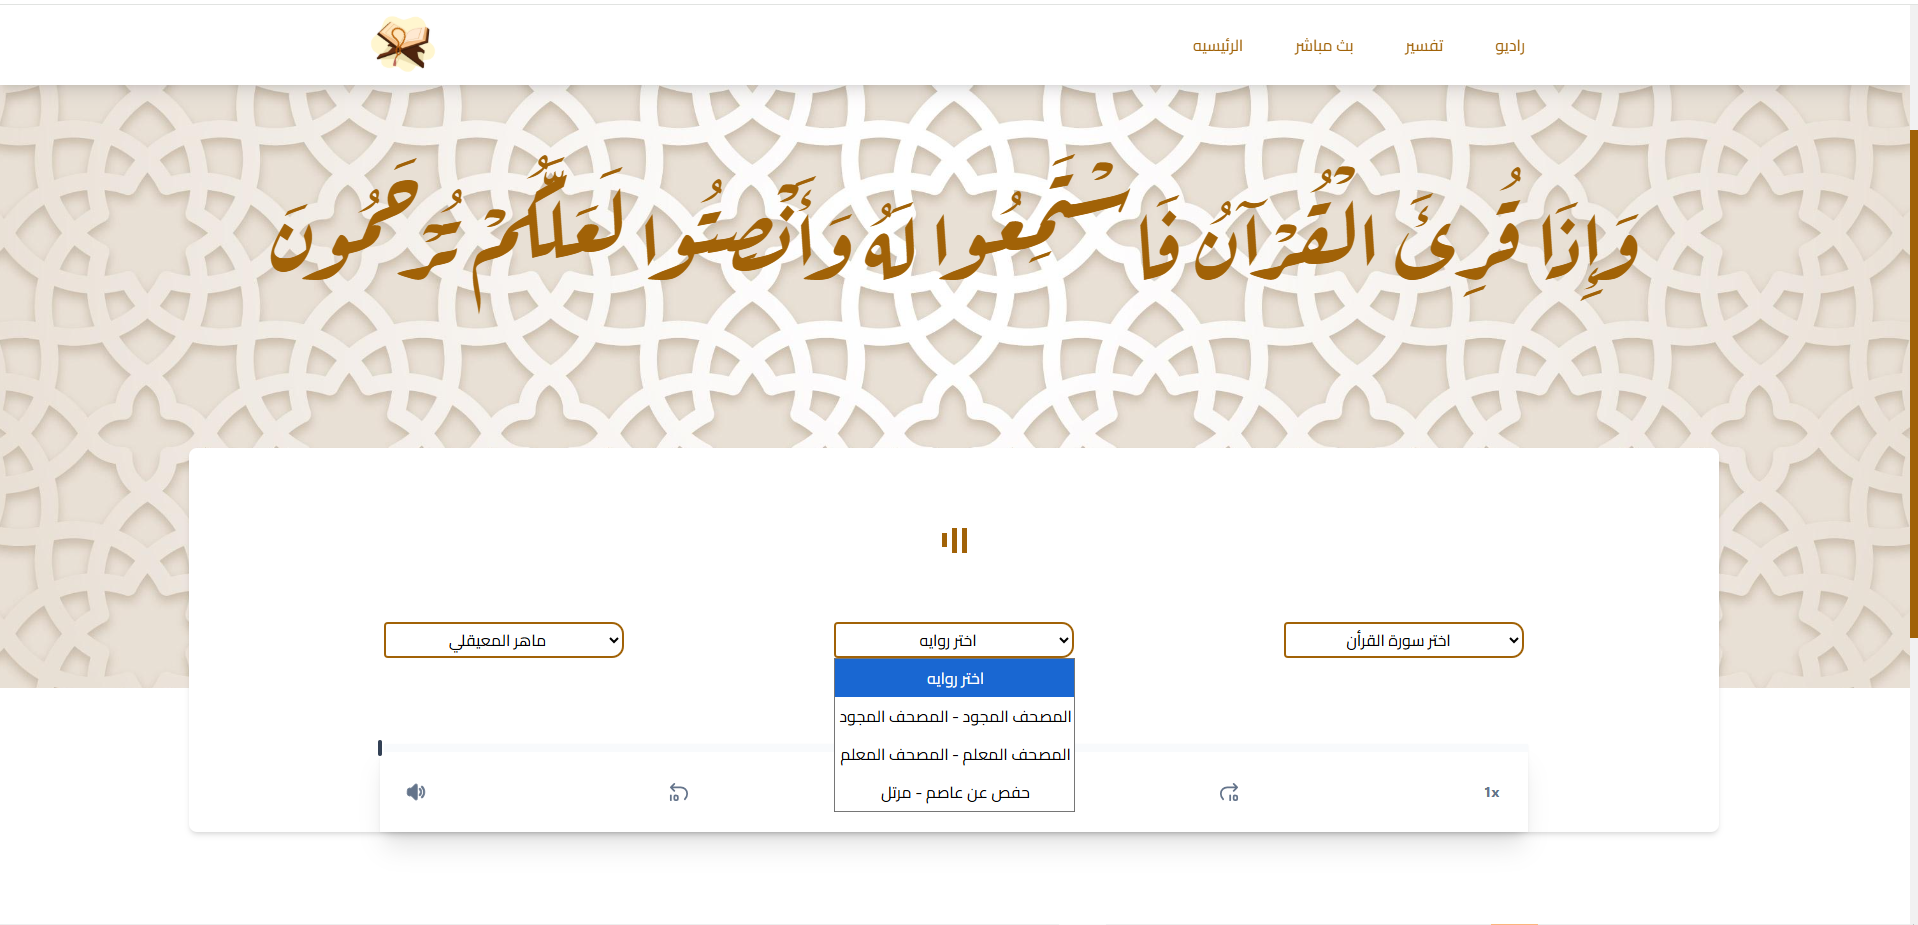 راديو
تفسير
بث مباشر
الرئيسيه
وَإِذَا قُرِئَ الْقُرْآنُ فَاسْتَمِعُوا لَهُ وَأَنْصِتُوا لَعَلَّكُمْ تُرْحَمُونَ
اختر سورة القرأن
اختر روايه
ماهر المعيقلي
اختر روايه
المصحف المجود - المصحف المجود
المصحف المعلم - المصحف المعلم
حفص عن عاصم - مرتل
1x
10
10